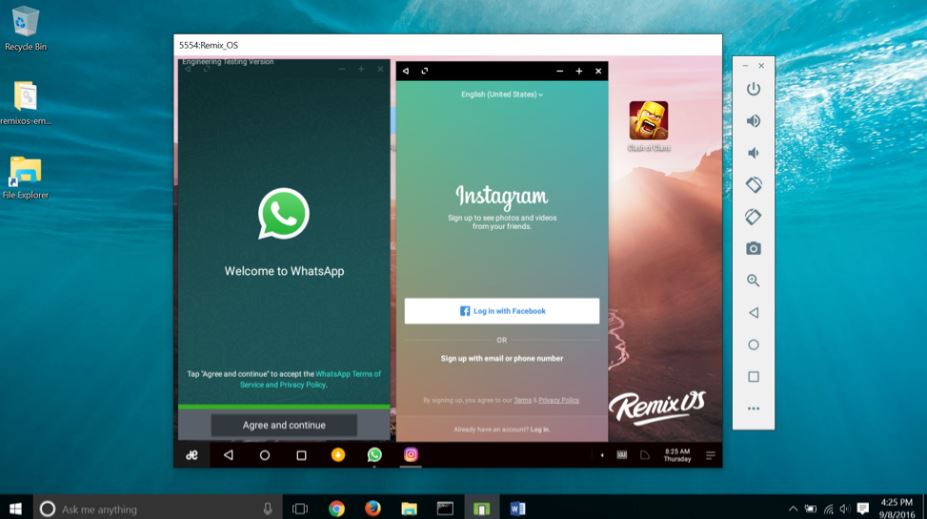 Recycle Bin
remixos-em...
File Explorer
5554:Remix_OS
Engineering Testing Version
Welcome to WhatsApp
Tap "Agree and continue" to accept the WhatsApp Terms of
Service and Privacy Policy.
Agree and continue
English (United States)
Instagram
Sign up to see photos and videos
from your friends.
f Log in with Facebook
OR
Sign up with email or phone number
By signing up, you agree to our Terms & Privacy Policy.
Already have an account? Log in.
Clash of Clans
Remix OS
8:25 AM
Thursday
Ask me anything
4:25 PM
9/8/2016